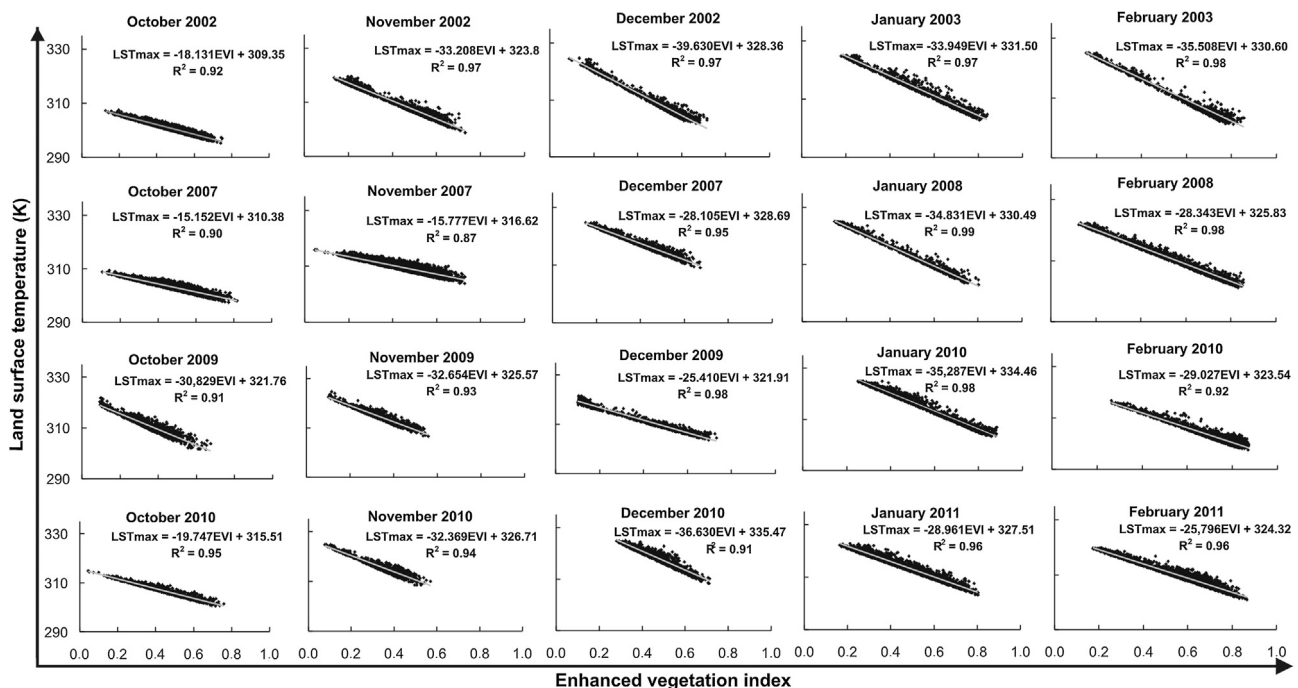 October 2002
LSTmax = -18.131EVI + 309.35
R² = 0.92
November 2002
LSTmax = -33.208EVI + 323.8
R² = 0.97
December 2002
LSTmax = -39.630EVI + 328.36
R² = 0.97
January 2003
LSTmax = -33.949EVI + 331.50
R² = 0.97
February 2003
LSTmax = -35.508EVI + 330.60
R² = 0.98
330
310
290
October 2007
LSTmax = -15.152EVI + 310.38
R² = 0.90
November 2007
LSTmax = -15.777EVI + 316.62
R² = 0.87
December 2007
LSTmax = -28.105EVI + 328.69
R² = 0.95
January 2008
LSTmax = -34.831EVI + 330.49
R² = 0.99
February 2008
LSTmax = -28.343EVI + 325.83
R² = 0.98
330
310
290
October 2009
LSTmax = -30,829EVI + 321.76
R² = 0.91
November 2009
LSTmax = -32.654EVI + 325.57
R² = 0.93
December 2009
LSTmax = -25.410EVI + 321.91
R² = 0.98
January 2010
LSTmax = -35,287EVI + 334.46
R² = 0.98
February 2010
LSTmax = -29.027EVI + 323.54
R² = 0.92
330
310
290
October 2010
LSTmax = -19.747EVI + 315.51
R² = 0.95
November 2010
LSTmax = -32.369EVI + 326.71
R² = 0.94
December 2010
LSTmax = -36.630EVI + 335.47
R² = 0.91
January 2011
LSTmax = -28.961EVI + 327.51
R² = 0.96
February 2011
LSTmax = -25,796EVI + 324.32
R² = 0.96
330
310
290
0.0 0.2 0.4 0.6 0.8 1.0
0.0 0.2 0.4 0.6 0.8 1.0
0.0 0.2 0.4 0.6 0.8 1.0
0.0 0.2 0.4 0.6 0.8 1.0
0.0 0.2 0.4 0.6 0.8 1.0
Land surface temperature (K)
Enhanced vegetation index